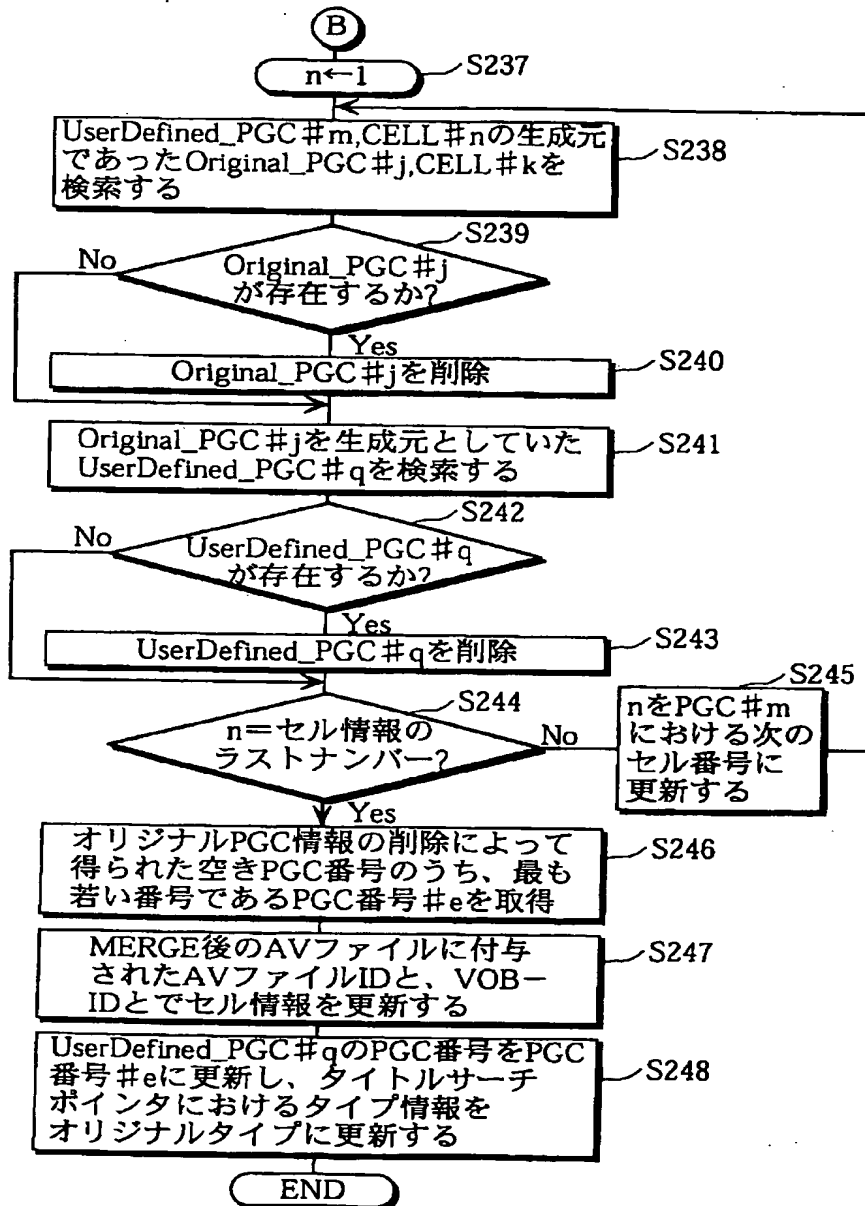 B
n←1
S237
UserDefined_PGC♯m,CELL♯nの生成元
であったOriginal_PGC♯j,CELL♯kを
検索する
S238
S239
No
Original_PGC♯j
が存在するか?
Yes
Original_PGC♯jを削除
S240
Original_PGC♯jを生成元としていた
UserDefined_PGC♯qを検索する
S241
S242
No
UserDefined_PGC♯q
が存在するか?
Yes
UserDefined_PGC♯qを削除
S243
S244
n=セル情報の
ラストナンバー?
No
S245
nをPGC♯m
における次の
セル番号に
更新する
Yes
オリジナルPGC情報の削除によって
得られた空きPGC番号のうち、最も
若い番号であるPGC番号♯eを取得
S246
MERGE後のAVファイルに付与
されたAVファイルIDと、VOB-
IDとでセル情報を更新する
S247
UserDefined_PGC♯qのPGC番号をPGC
番号♯eに更新し、タイトルサーチ
ポインタにおけるタイプ情報を
オリジナルタイプに更新する
S248
END